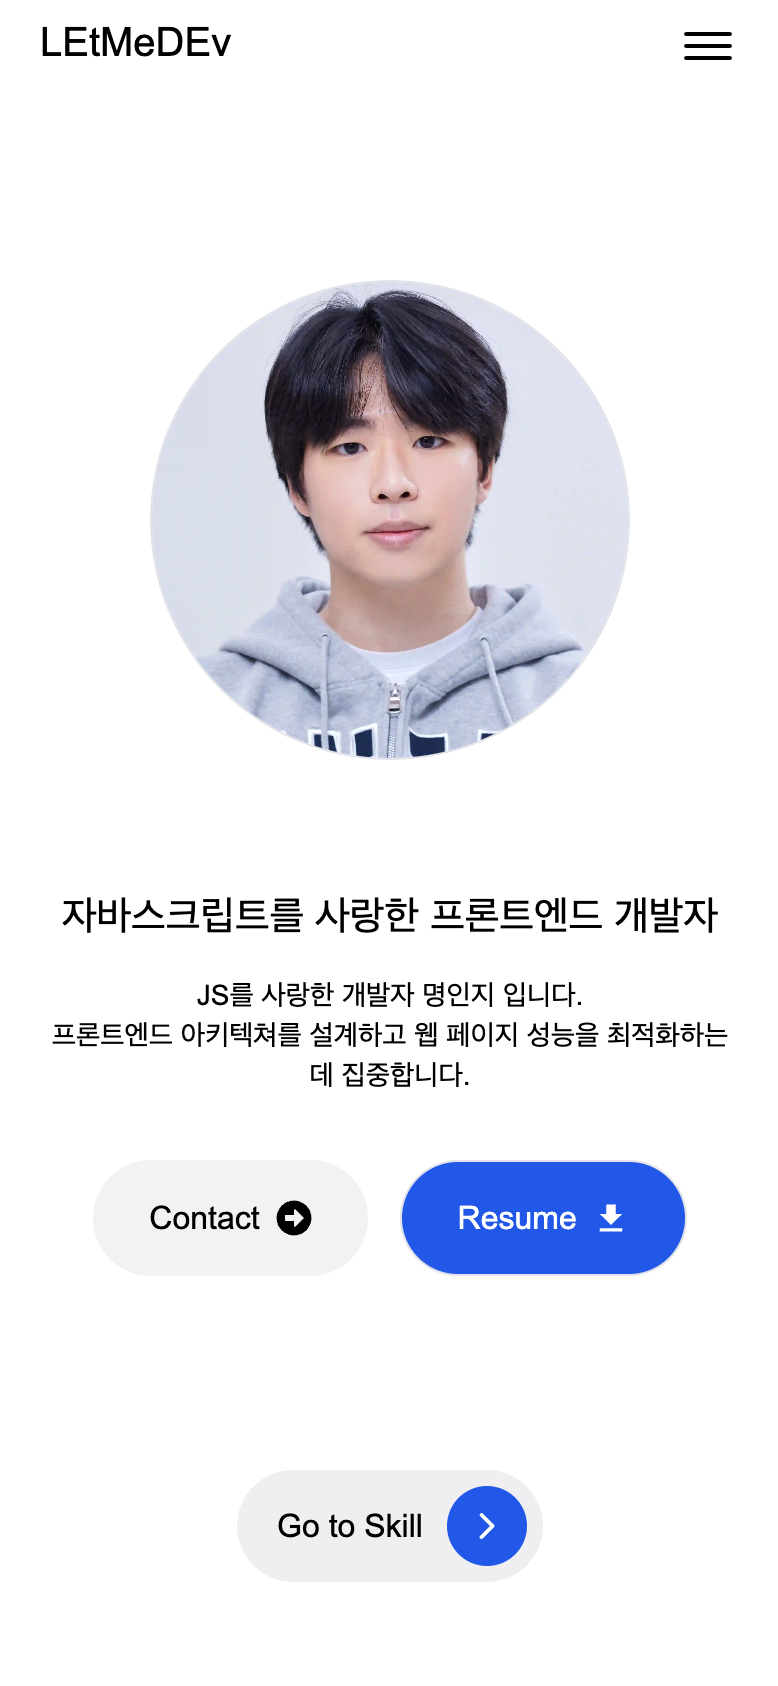 LEtMeDEv
자바스크립트를 사랑한 프론트엔드 개발자
JS를 사랑한 개발자 명인지 입니다.
프론트엔드 아키텍쳐를 설계하고 웹 페이지 성능을 최적화하는
데 집중합니다.
Contact
Resume
Go to Skill